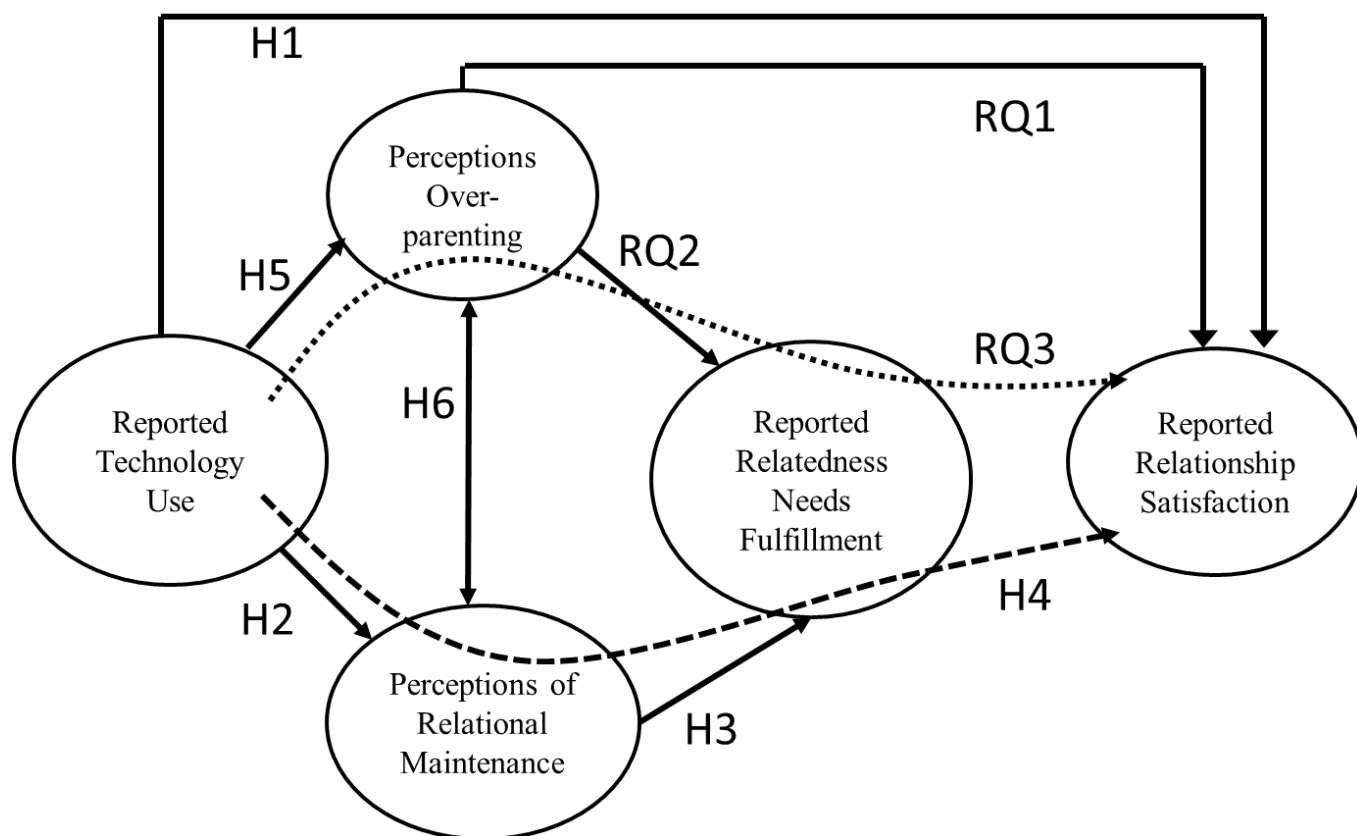 H1
RQ1
Perceptions
Over-
parenting
RQ2
H5
RQ3
H6
Reported
Technology
Use
Reported
Relatedness
Needs
Fulfillment
Reported
Relationship
Satisfaction
H2
H4
Perceptions of
Relational
Maintenance
H3